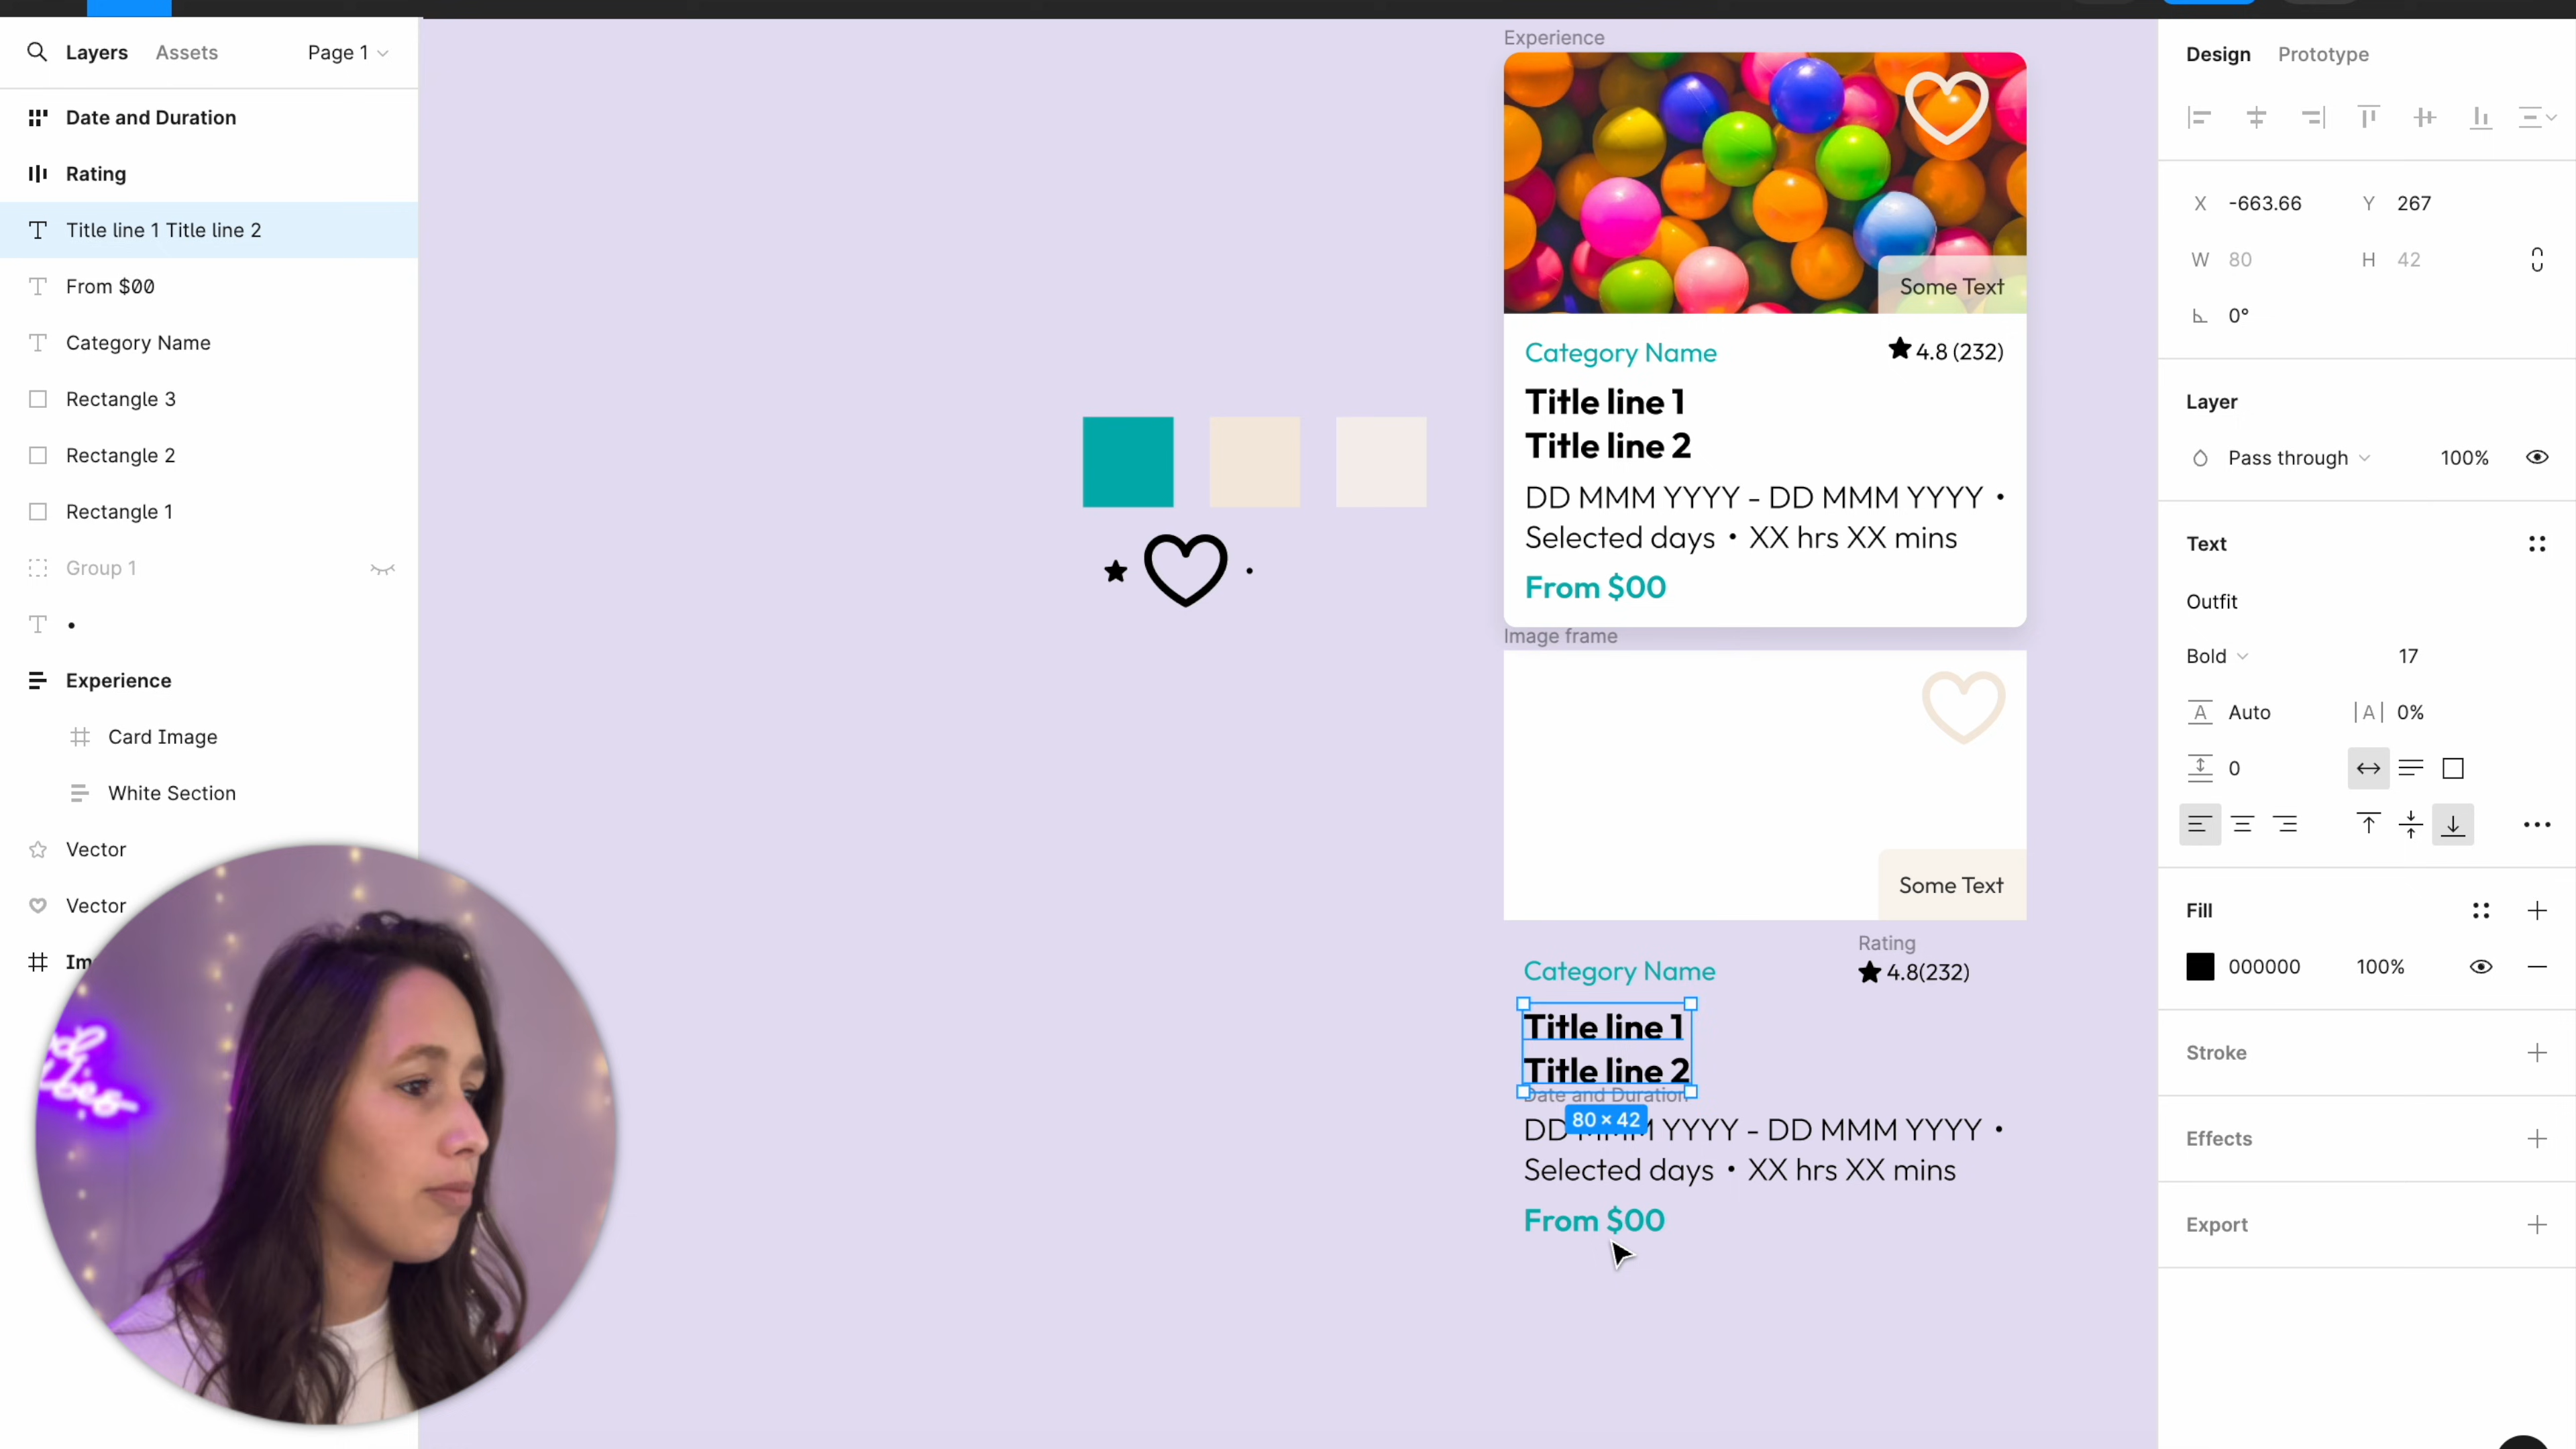 Layers Assets Page 1
Date and Duration
Rating
Title line 1 Title line 2
From $00
Category Name
Rectangle 3
Rectangle 2
Rectangle 1
Group 1
•
Experience
Card Image
White Section
Vector
Vector
Im
Experience
Some Text
Category Name
4.8 (232)
Title line 1
Title line 2
DD MMM YYYY - DD MMM YYYY •
Selected days • XX hrs XX mins
From $00
Image frame
Some Text
Rating
Category Name
4.8(232)
Title line 1
Title line 2
Date and Duration
80 × 42
DD MMM YYYY - DD MMM YYYY •
Selected days • XX hrs XX mins
From $00
Design Prototype
X -663.66 Y 267
W 80 H 42
0°
Layer
Pass through 100%
Text
Outfit
Bold 17
A Auto |A| 0%
0
Fill
000000 100%
Stroke
Effects
Export